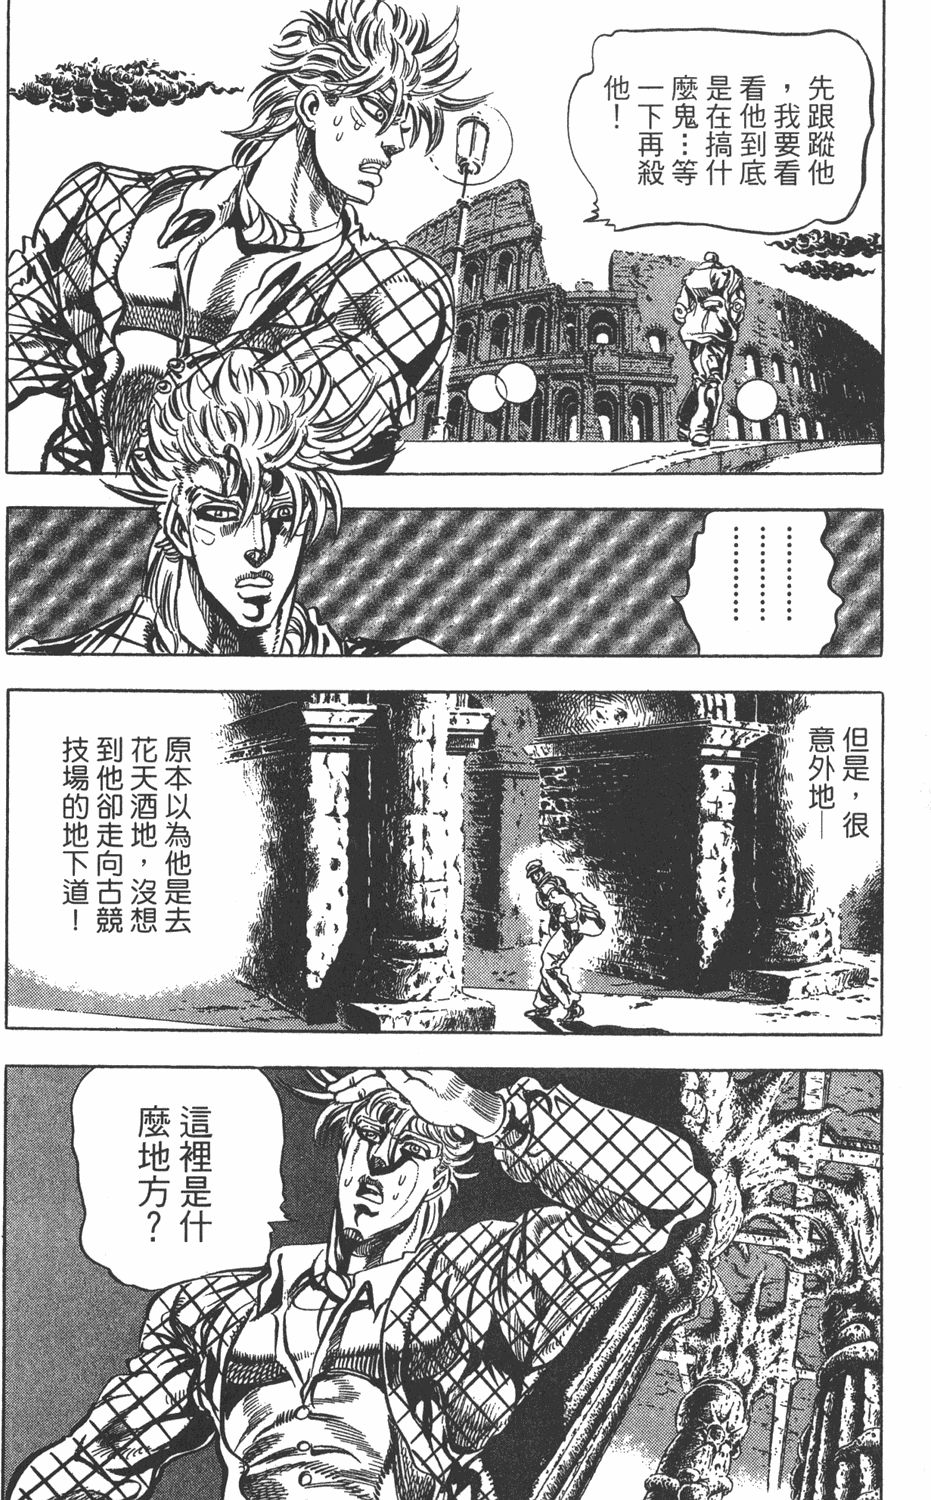 先跟蹤他
，我要看
看他到底
是在搞什
麼鬼…等
一下再殺
他！
………
………
………
但是，很
意外地—
原本以為他是去
花天酒地，沒想
到他卻走向古競
技場的地下道！
這裡是什
麼地方？